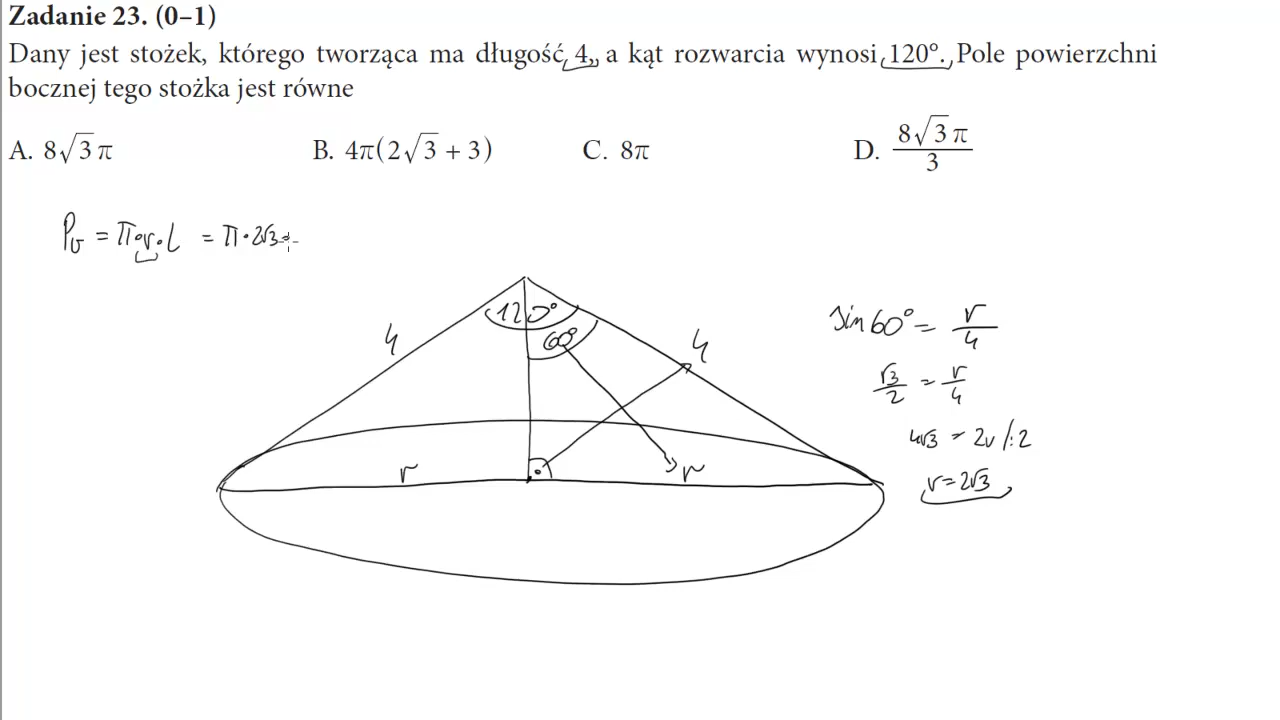 Zadanie 23. (0–1)
Dany jest stożek, którego tworząca ma długość 4, a kąt rozwarcia wynosi 120°. Pole powierzchni
bocznej tego stożka jest równe
A. 8√3 π B. 4π(2√3 + 3) C. 8π D. 8√3 π / 3
P_b = π·r·l = π·2√3·
120°
60°
4
4
r
r
sin60° = r/4
√3/2 = r/4
4√3 = 2r /:2
r = 2√3